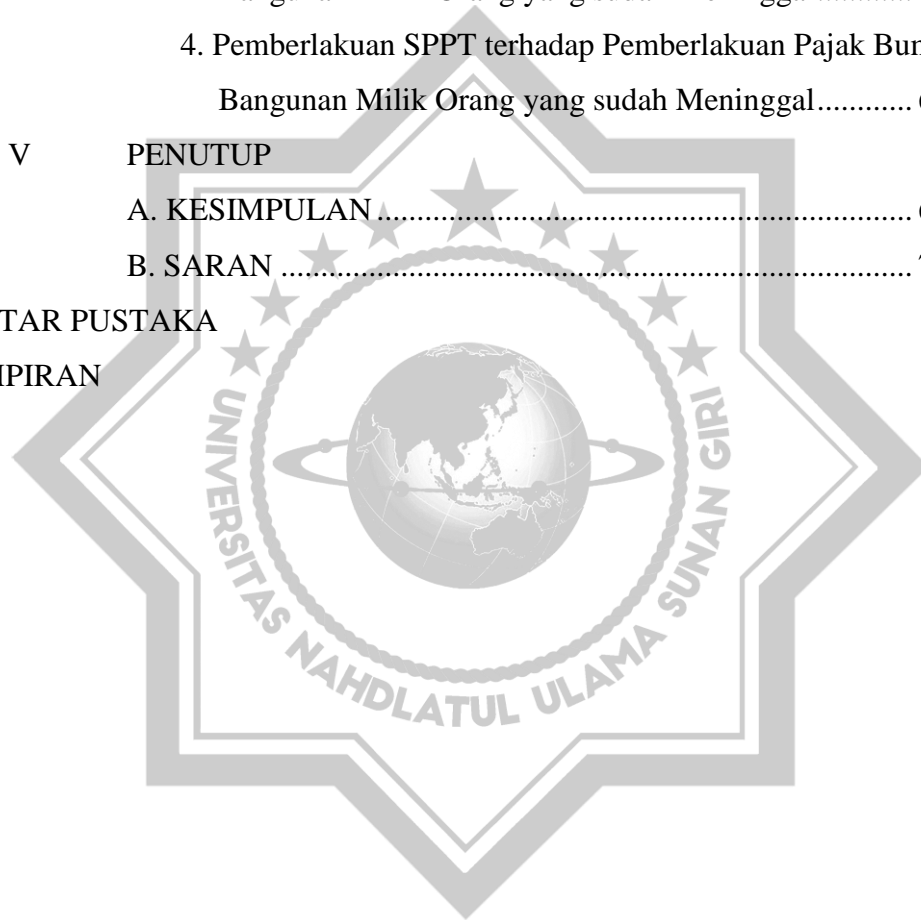 4. Pemberlakuan SPPT terhadap Pemberlakuan Pajak
Bangunan Milik Orang yang sudah Meninggal...........
V PENUTUP
A. KESIMPULAN..................................................................................
B. SARAN ..................................................................................
TAR PUSTAKA
IPIRAN
UNIVERSITAS NAHDLATUL ULAMA SUNAN GIRI